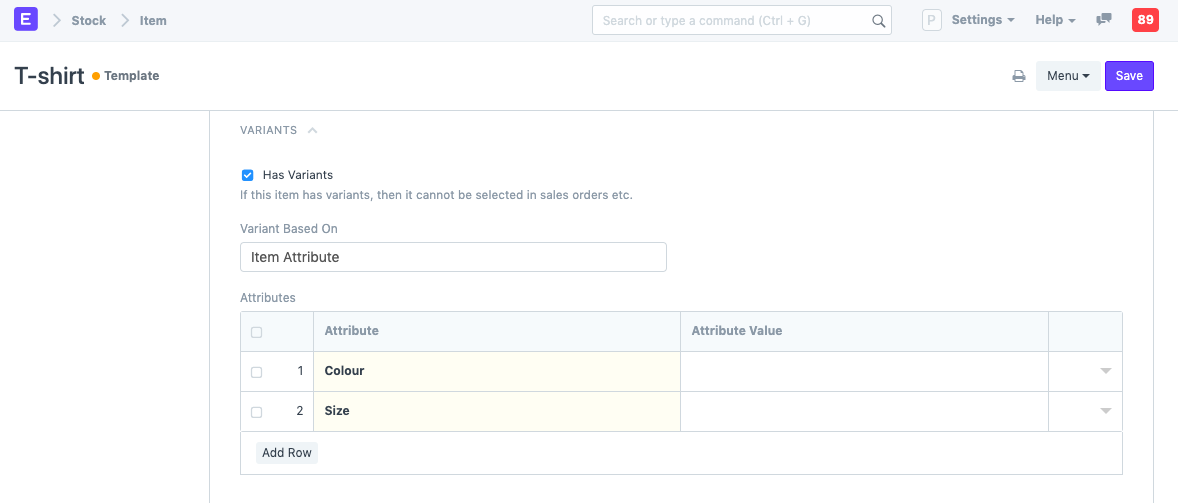 E Stock Item Search or type a command (Ctrl + G) P Settings Help 89
T-shirt Template Menu Save
VARIANTS
Has Variants
If this item has variants, then it cannot be selected in sales orders etc.
Variant Based On
Item Attribute
Attributes
Attribute Attribute Value
1 Colour
2 Size
Add Row